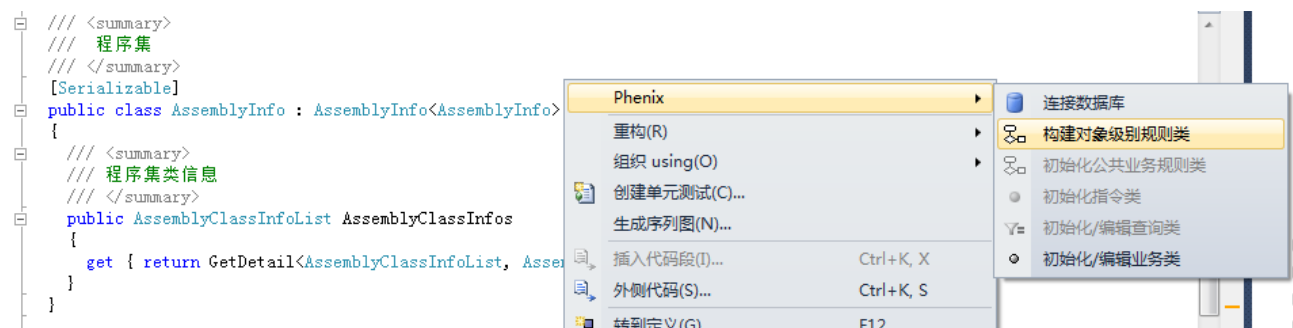 /// <summary>
/// 程序集
/// </summary>
[Serializable]
public class AssemblyInfo : AssemblyInfo<AssemblyInfo>
{
/// <summary>
/// 程序集类信息
/// </summary>
public AssemblyClassInfoList AssemblyClassInfos
{
get { return GetDetail<AssemblyClassInfoList, Asse
}
}
Phenix
重构(R)
组织 using(O)
创建单元测试(C)...
生成序列图(N)...
插入代码段(I)... Ctrl+K, X
外侧代码(S)... Ctrl+K, S
转到定义(G) F12
连接数据库
构建对象级别规则类
初始化公共业务规则类
初始化指令类
初始化/编辑查询类
初始化/编辑业务类